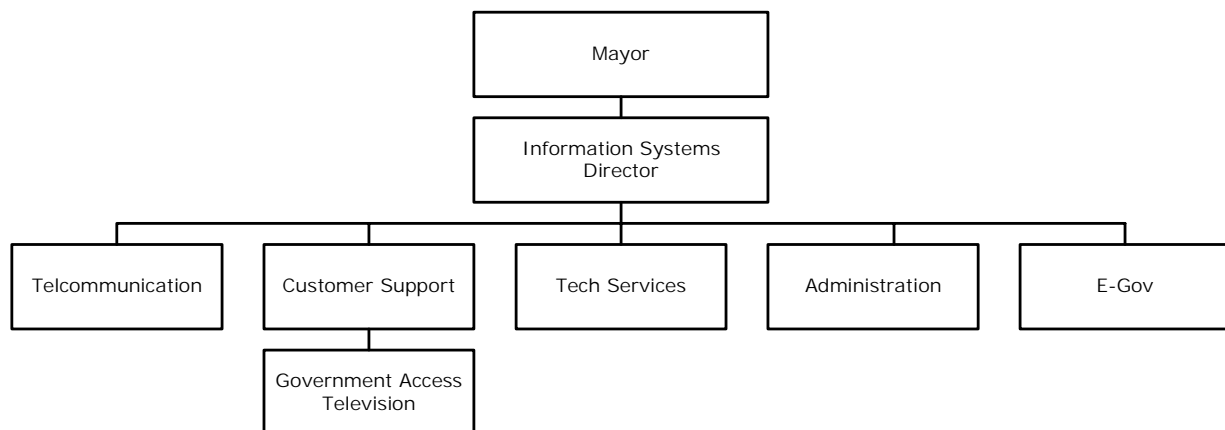 Mayor
Information Systems
Director
Telcommunication
Customer Support
Tech Services
Administration
E-Gov
Government Access
Television